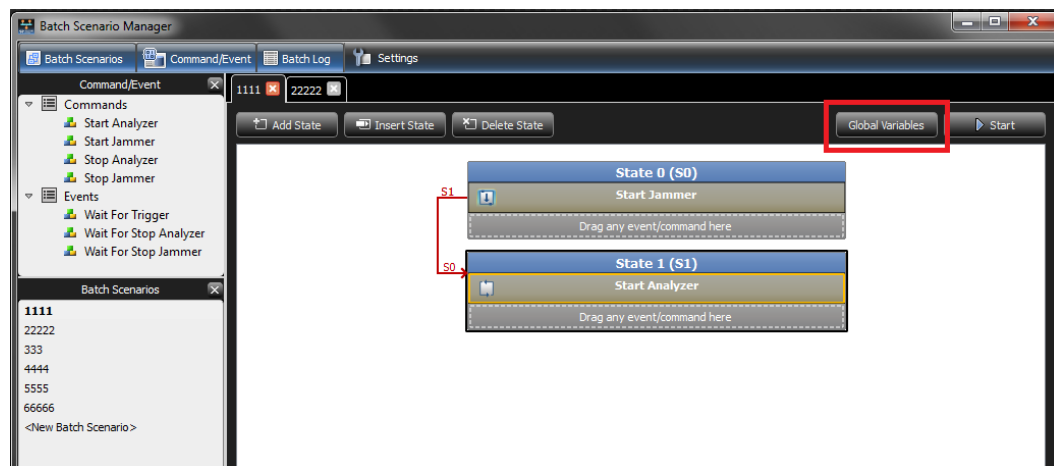 Batch Scenario Manager
Batch Scenarios Command/Event Batch Log Settings
Command/Event
Commands
Start Analyzer
Start Jammer
Stop Analyzer
Stop Jammer
Events
Wait For Trigger
Wait For Stop Analyzer
Wait For Stop Jammer
Batch Scenarios
1111
22222
333
4444
5555
66666
<New Batch Scenario>
1111 22222
Add State Insert State Delete State Global Variables Start
State 0 (S0)
S1 Start Jammer
Drag any event/command here
S0 State 1 (S1)
Start Analyzer
Drag any event/command here